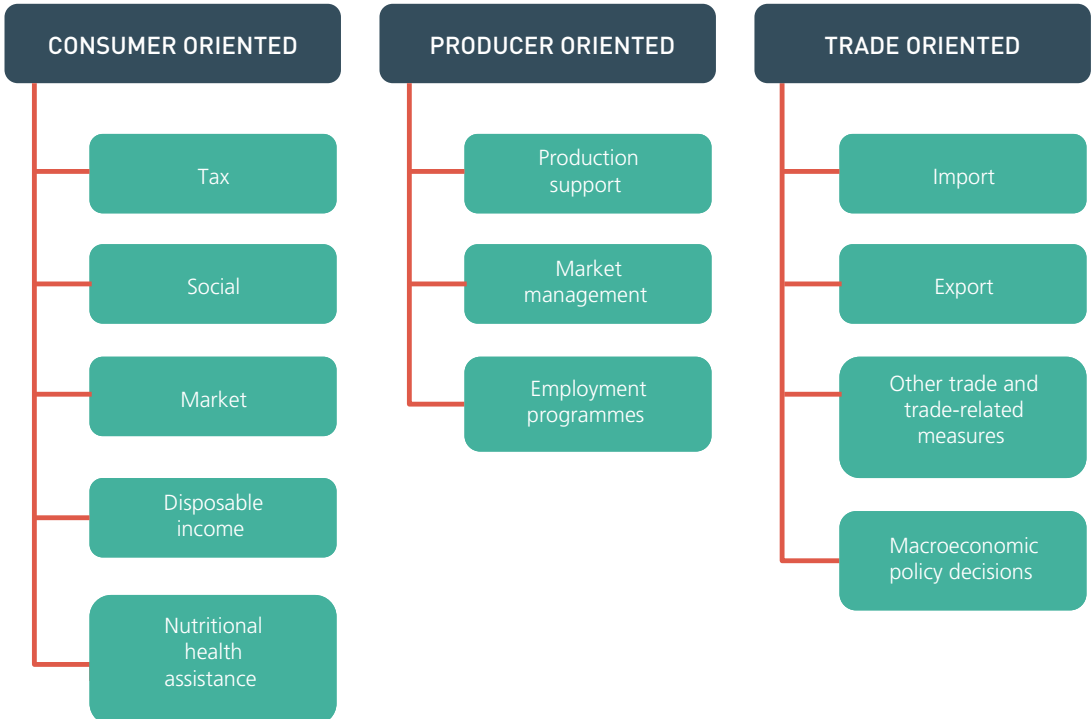 CONSUMER ORIENTED
Tax
Social
Market
Disposable
income
Nutritional
health
assistance
PRODUCER ORIENTED
Production
support
Market
management
Employment
programmes
TRADE ORIENTED
Import
Export
Other trade and
trade-related
measures
Macroeconomic
policy decisions